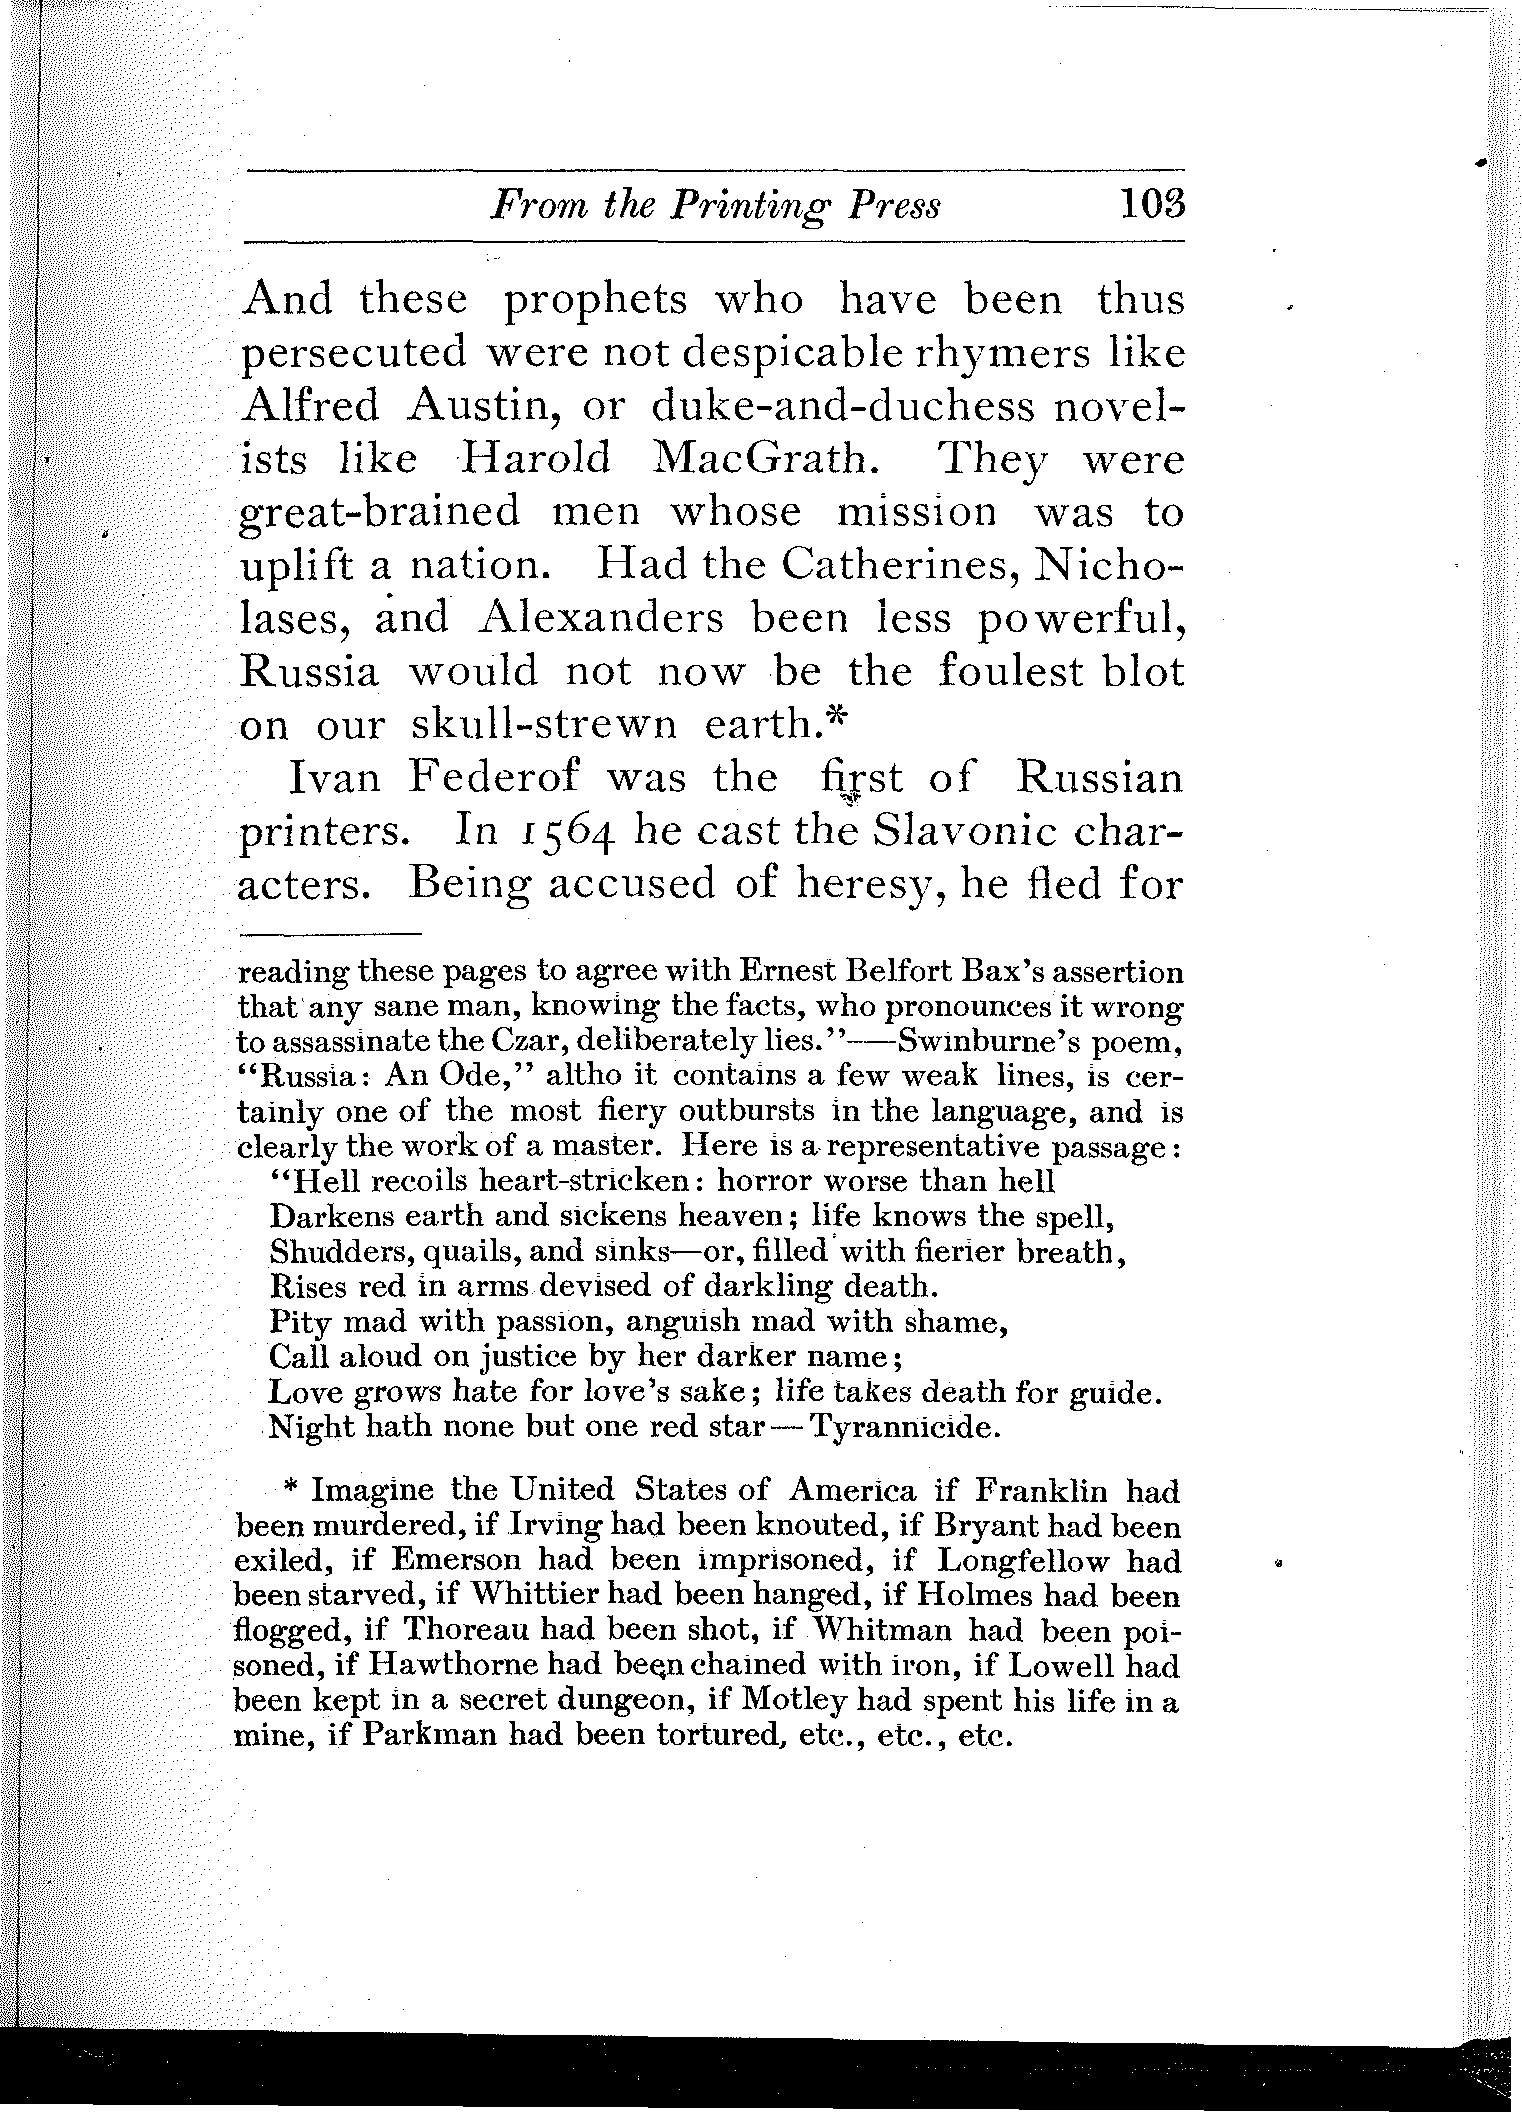 From the Printing Press 103
And these prophets who have been thus
persecuted were not despicable rhymers like
Alfred Austin, or duke-and-duchess novel-
ists like Harold MacGrath. They were
great-brained men whose mission was to
uplift a nation. Had the Catherines, Nicho-
lases, and Alexanders been less powerful,
Russia would not now be the foulest blot
on our skull-strewn earth.*
Ivan Federof was the first of Russian
printers. In 1564 he cast the Slavonic char-
acters. Being accused of heresy, he fled for
reading these pages to agree with Ernest Belfort Bax's assertion
that any sane man, knowing the facts, who pronounces it wrong
to assassinate the Czar, deliberately lies."——Swinburne's poem,
"Russia: An Ode," altho it contains a few weak lines, is cer-
tainly one of the most fiery outbursts in the language, and is
clearly the work of a master. Here is a representative passage:
"Hell recoils heart-stricken: horror worse than hell
Darkens earth and sickens heaven; life knows the spell,
Shudders, quails, and sinks—or, filled with fierier breath,
Rises red in arms devised of darkling death.
Pity mad with passion, anguish mad with shame,
Call aloud on justice by her darker name;
Love grows hate for love's sake; life takes death for guide.
Night hath none but one red star—Tyrannicide.
* Imagine the United States of America if Franklin had
been murdered, if Irving had been knouted, if Bryant had been
exiled, if Emerson had been imprisoned, if Longfellow had
been starved, if Whittier had been hanged, if Holmes had been
flogged, if Thoreau had been shot, if Whitman had been poi-
soned, if Hawthorne had been chained with iron, if Lowell had
been kept in a secret dungeon, if Motley had spent his life in a
mine, if Parkman had been tortured, etc., etc., etc.